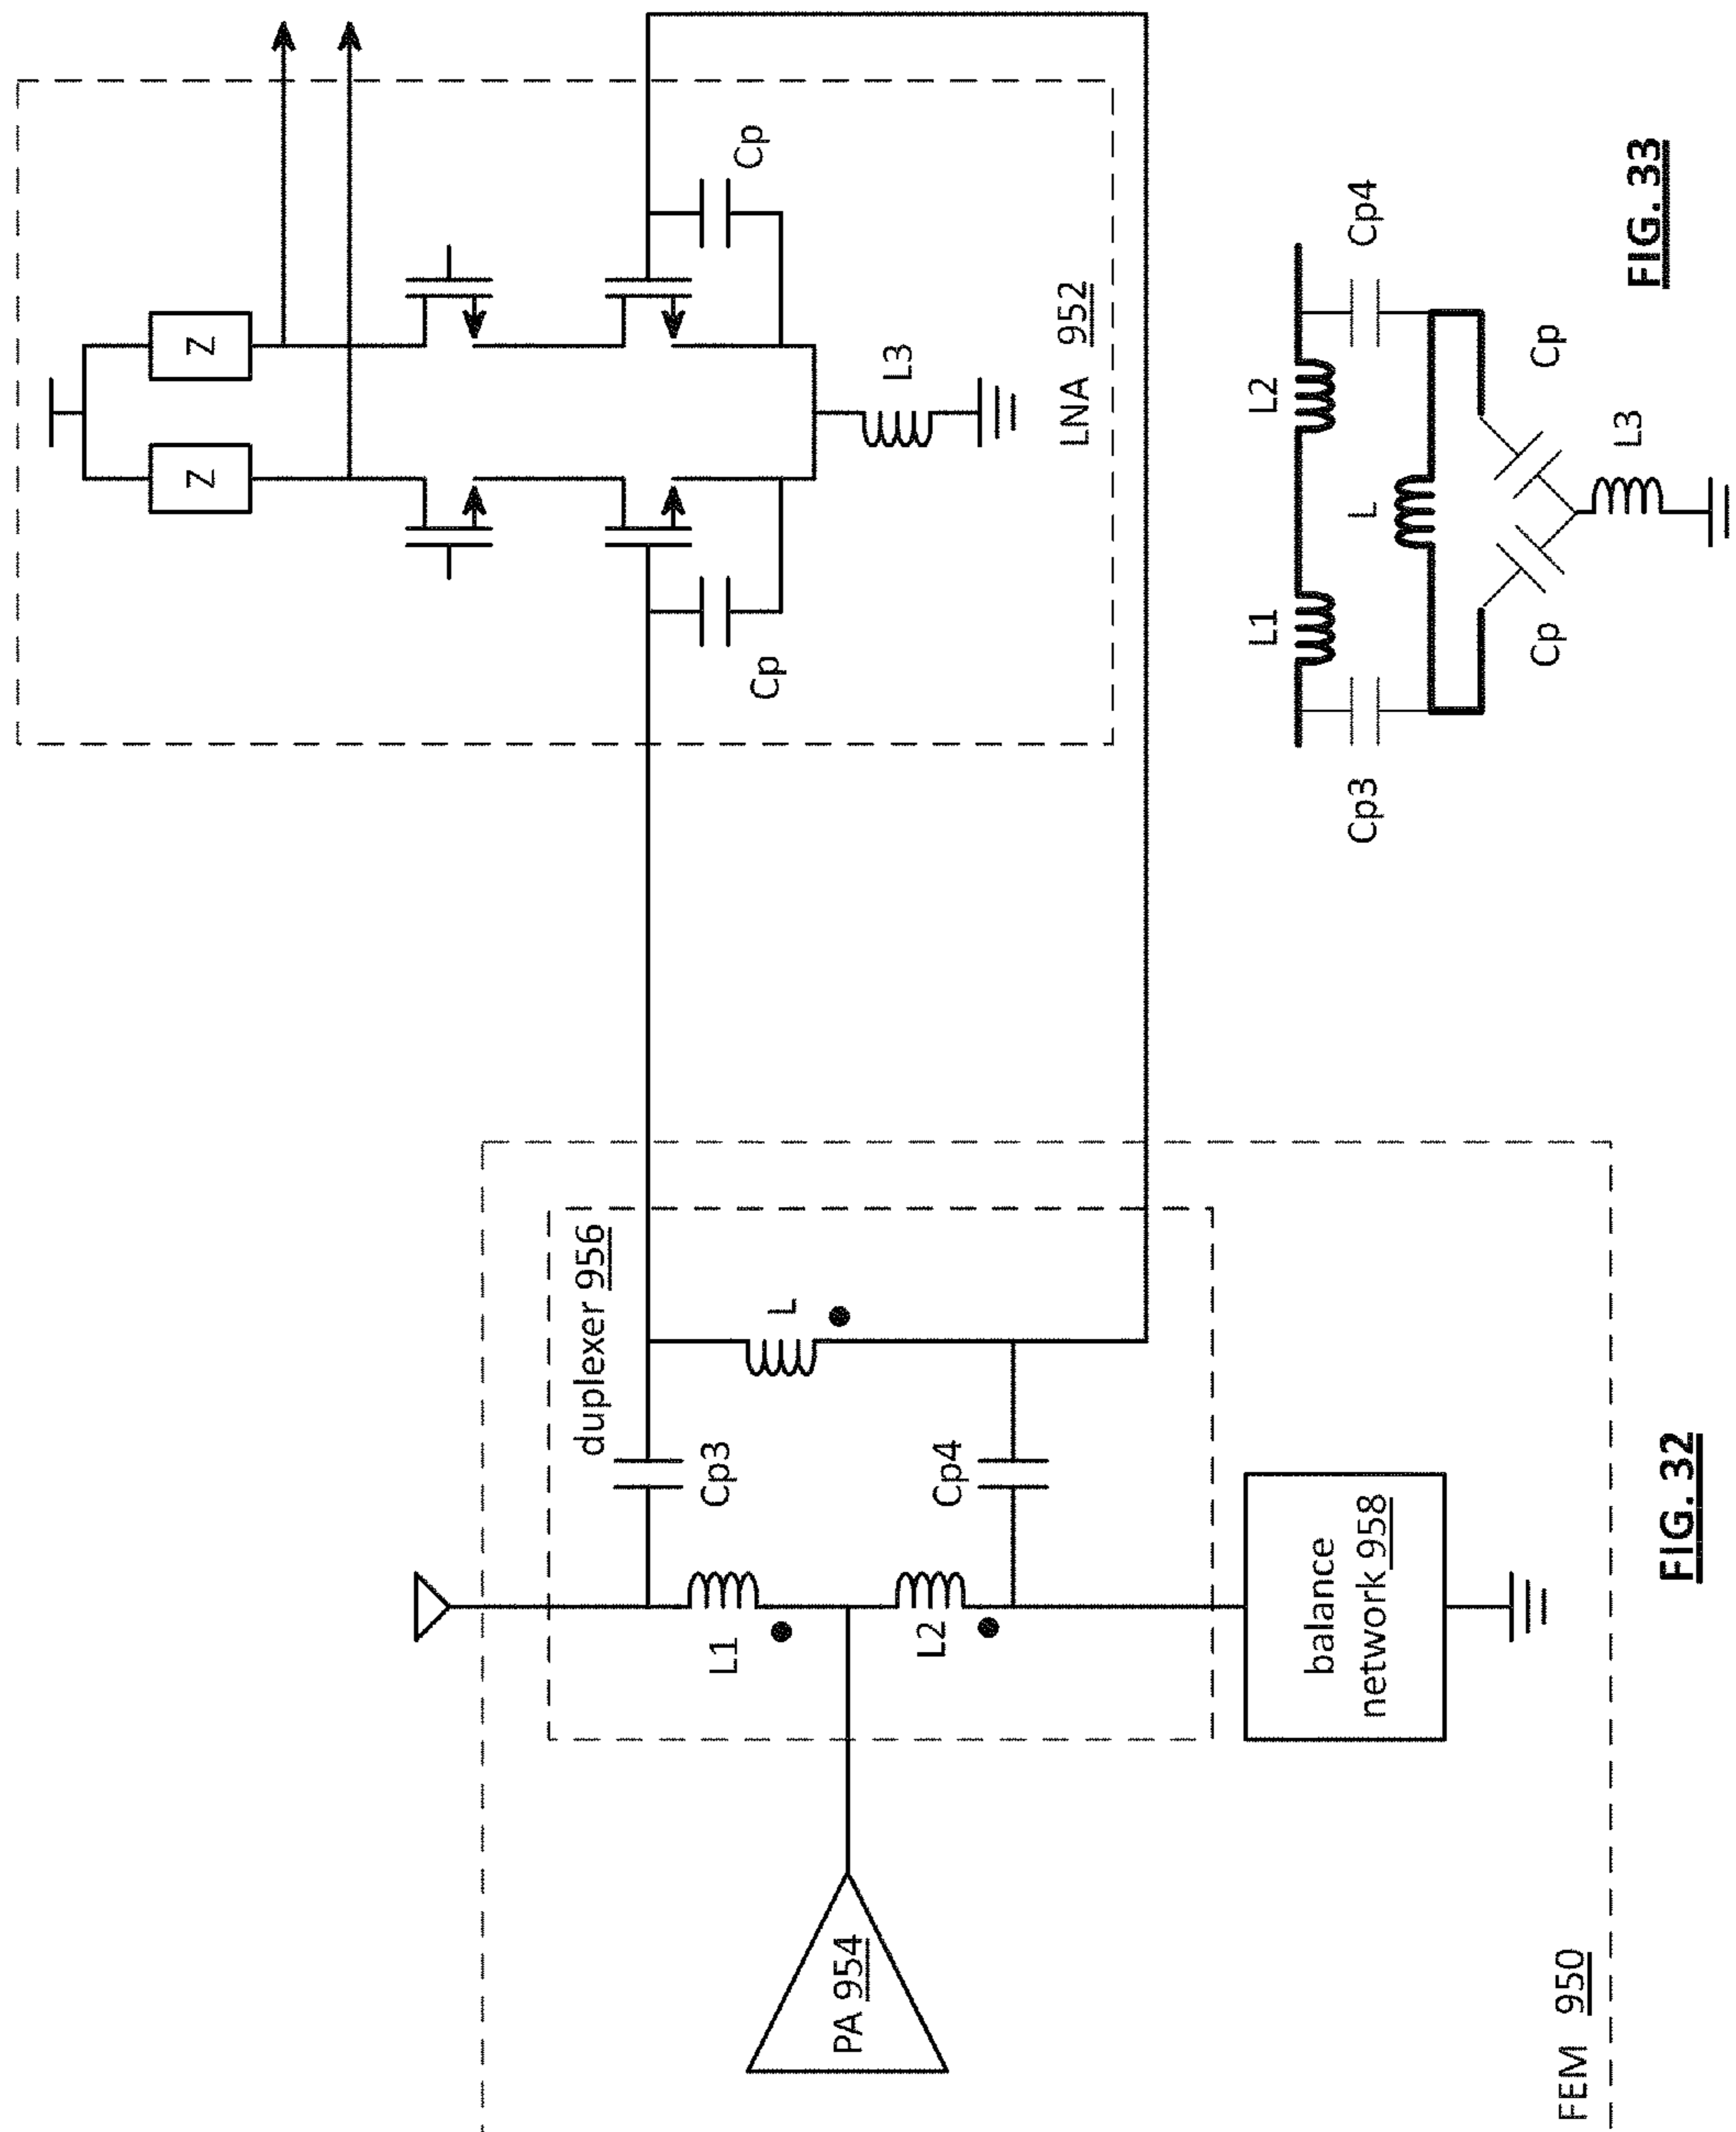 FEM 950
PA 954
duplexer 956
L1
L2
Cp3
Cp4
L
balance
network 958
Z
Z
Cp
Cp
L3
LNA 952
FIG. 32
L1
L2
Cp3
Cp4
L
Cp
Cp
L3
FIG. 33